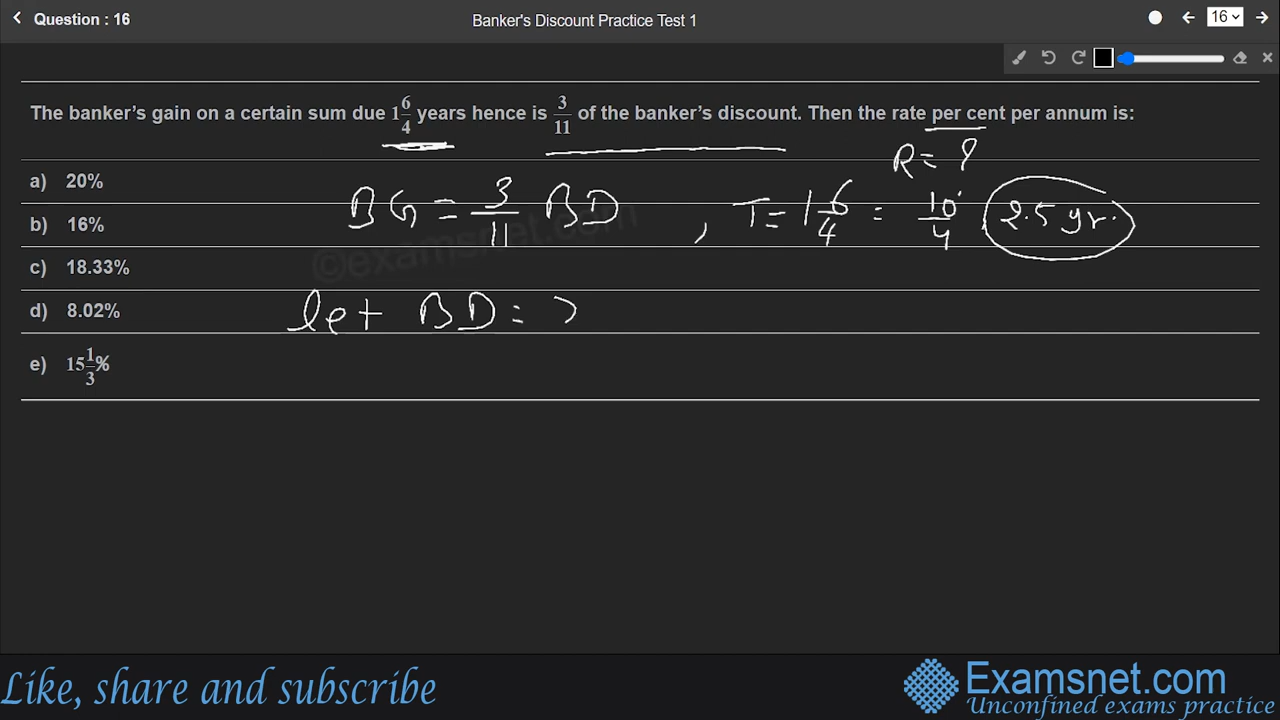 Question : 16
Banker's Discount Practice Test 1
16
The banker's gain on a certain sum due 1 6/4 years hence is 3/11 of the banker's discount. Then the rate per cent per annum is:
R = ?
a) 20%
BG = 3/11 BD , T = 1 6/4 = 10/4 2.5 yr.
b) 16%
©examsnet.com
c) 18.33%
d) 8.02%
let BD =
e) 15 1/3%
Like, share and subscribe
Examsnet.com
Unconfined exams practice